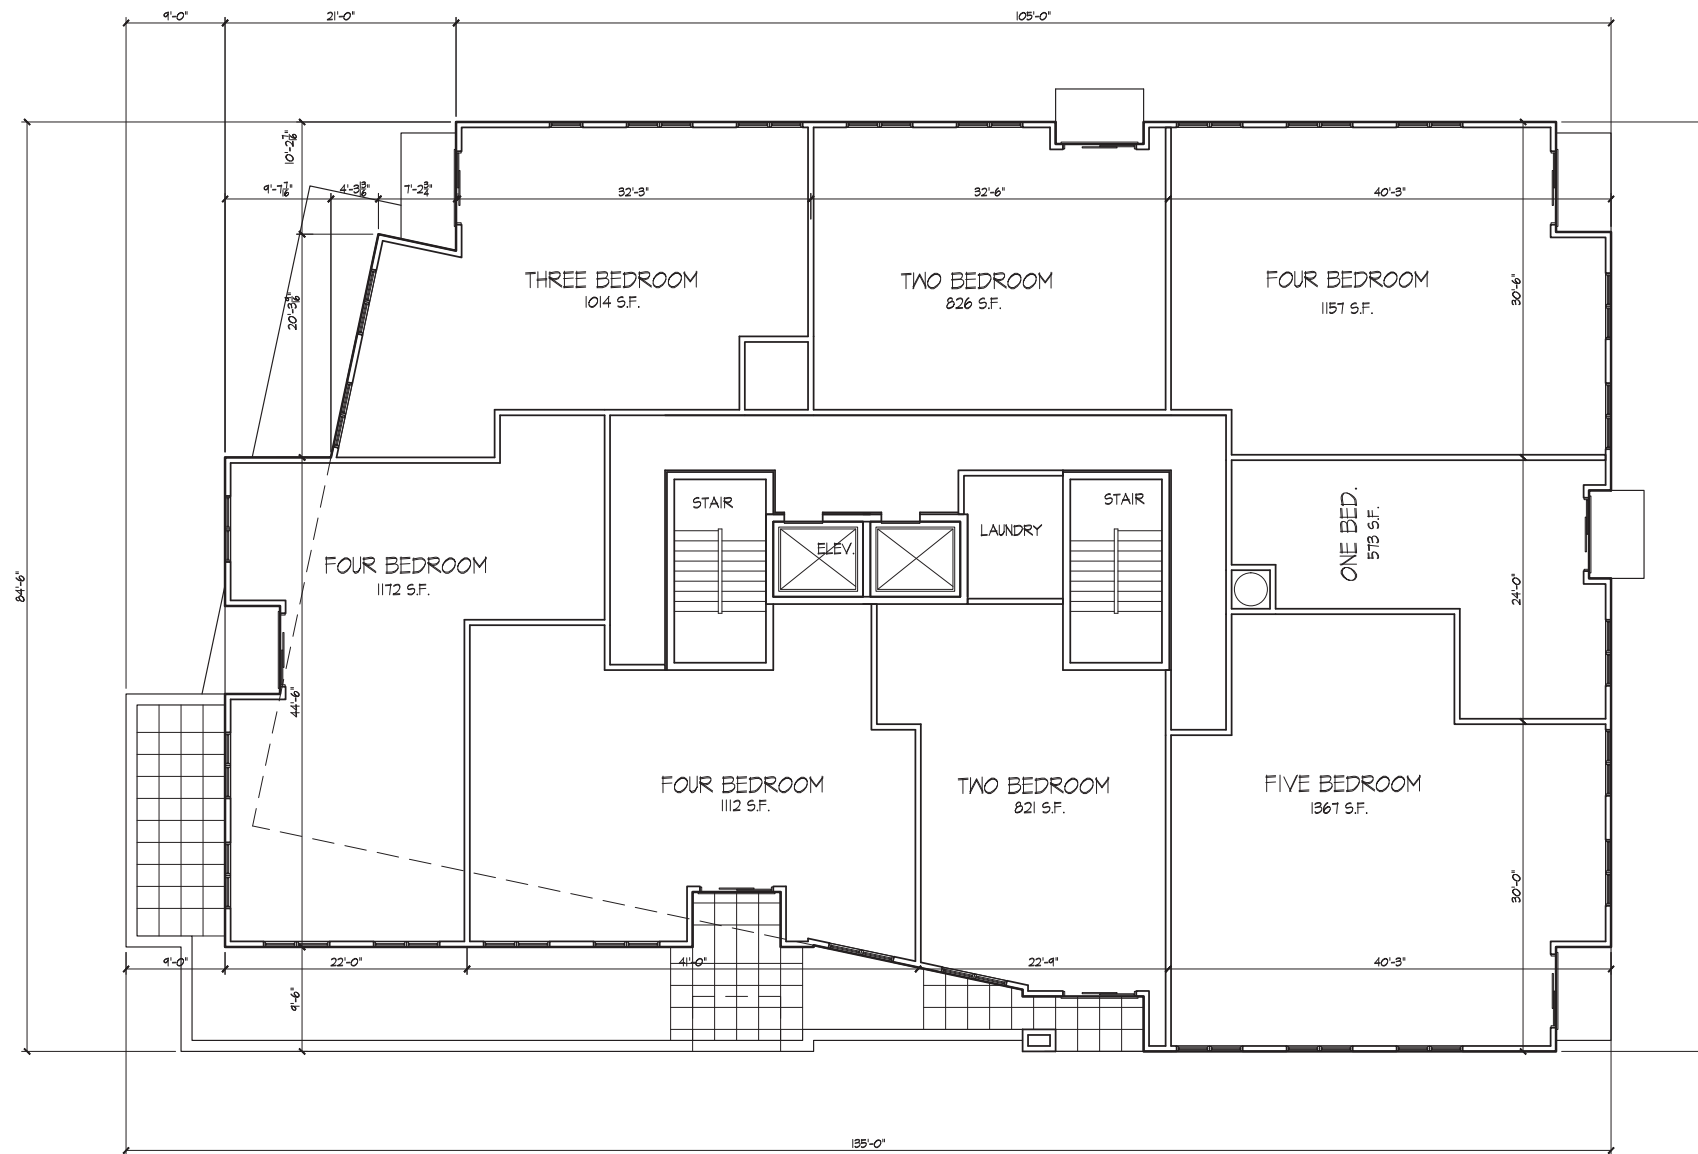 9'-0"
21'-0"
105'-0"
10'-2 7/16"
9'-7 7/16"
4'-3 13/16"
7'-2 3/4"
32'-3"
32'-6"
40'-3"
THREE BEDROOM
1014 S.F.
TWO BEDROOM
826 S.F.
FOUR BEDROOM
1157 S.F.
30'-6"
20'-3 9/16"
STAIR
STAIR
LAUNDRY
ELEV.
ONE BED.
573 S.F.
FOUR BEDROOM
1172 S.F.
84'-6"
24'-0"
44'-6"
FOUR BEDROOM
1112 S.F.
TWO BEDROOM
821 S.F.
FIVE BEDROOM
1367 S.F.
30'-0"
9'-0"
22'-0"
41'-0"
22'-9"
40'-3"
9'-6"
135'-0"